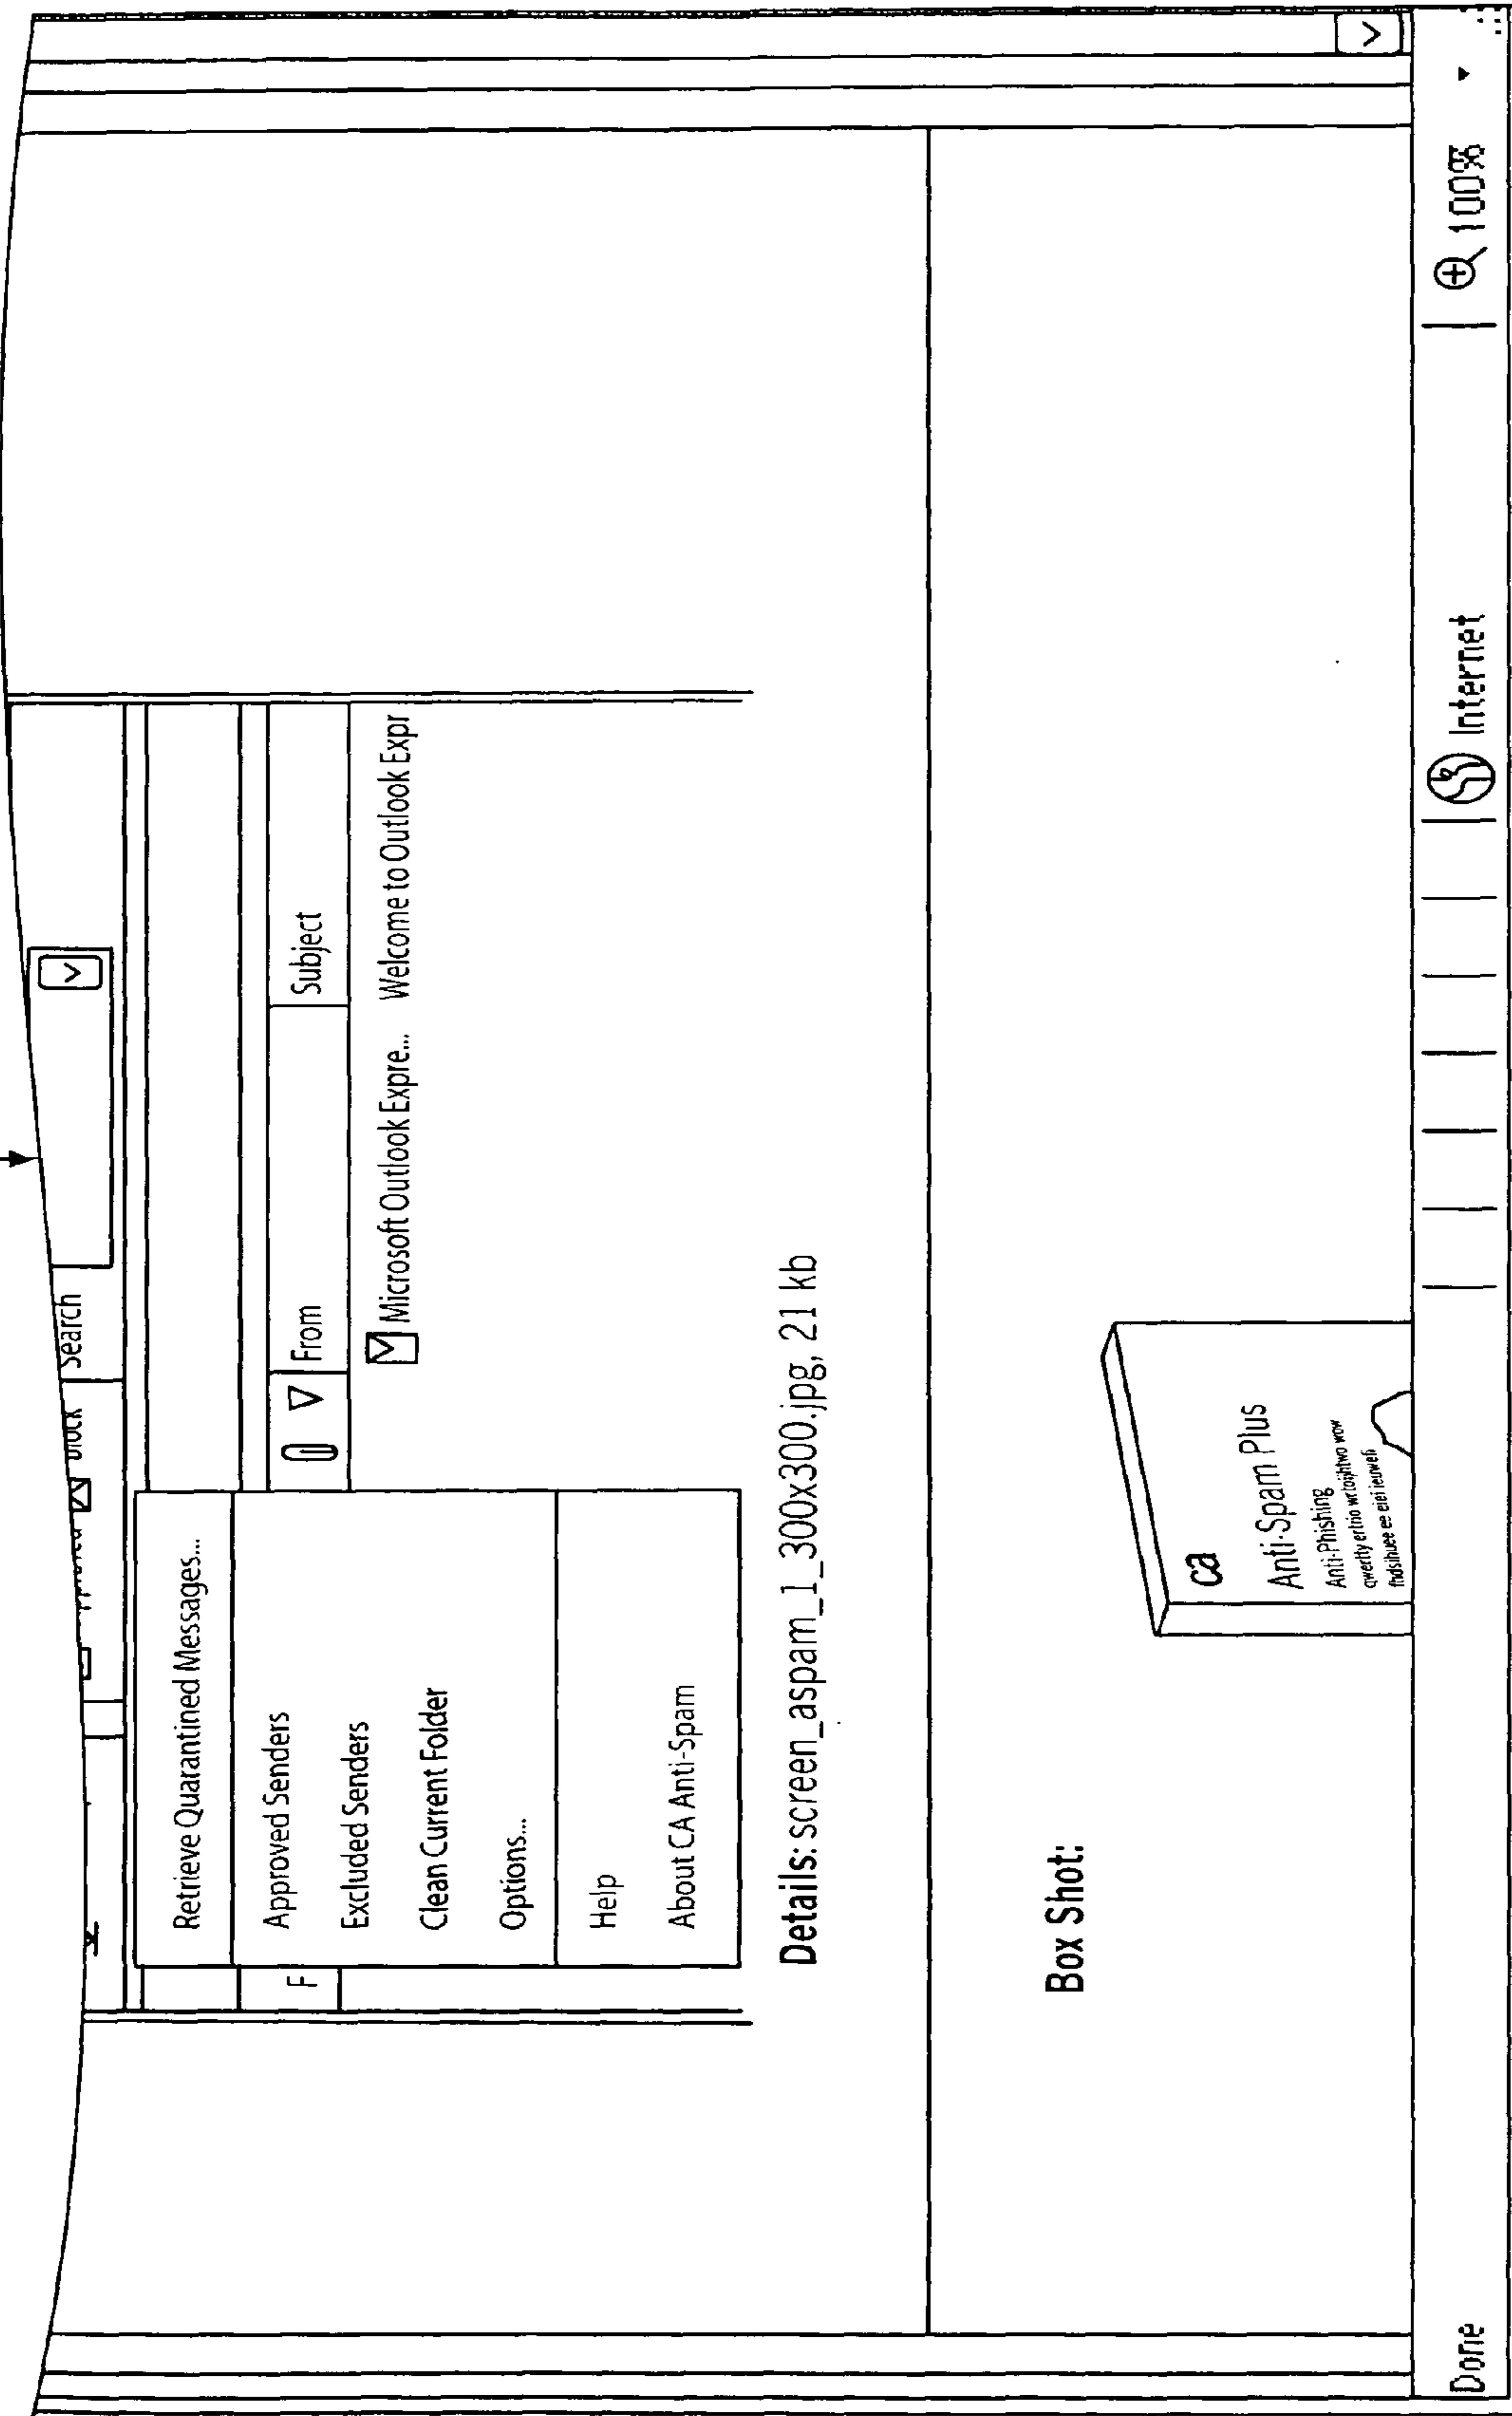 Block Search
Retrieve Quarantined Messages...
Approved Senders
Excluded Senders
Clean Current Folder
Options...
Help
About CA Anti-Spam
F
From
Subject
Microsoft Outlook Expre... Welcome to Outlook Expr
Details: screen_aspam_1_300x300.jpg, 21 kb
Box Shot:
ca
Anti-Spam Plus
Anti-Phishing
Done
Internet
100%